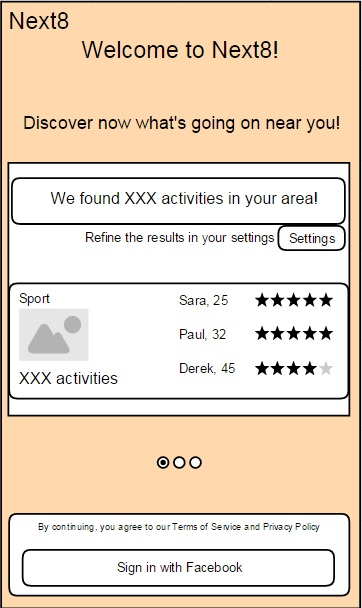 Next8
Welcome to Next8!
Discover now what's going on near you!
We found XXX activities in your area!
Refine the results in your settings Settings
Sport
Sara, 25
Paul, 32
Derek, 45
XXX activities
By continuing, you agree to our Terms of Service and Privacy Policy
Sign in with Facebook